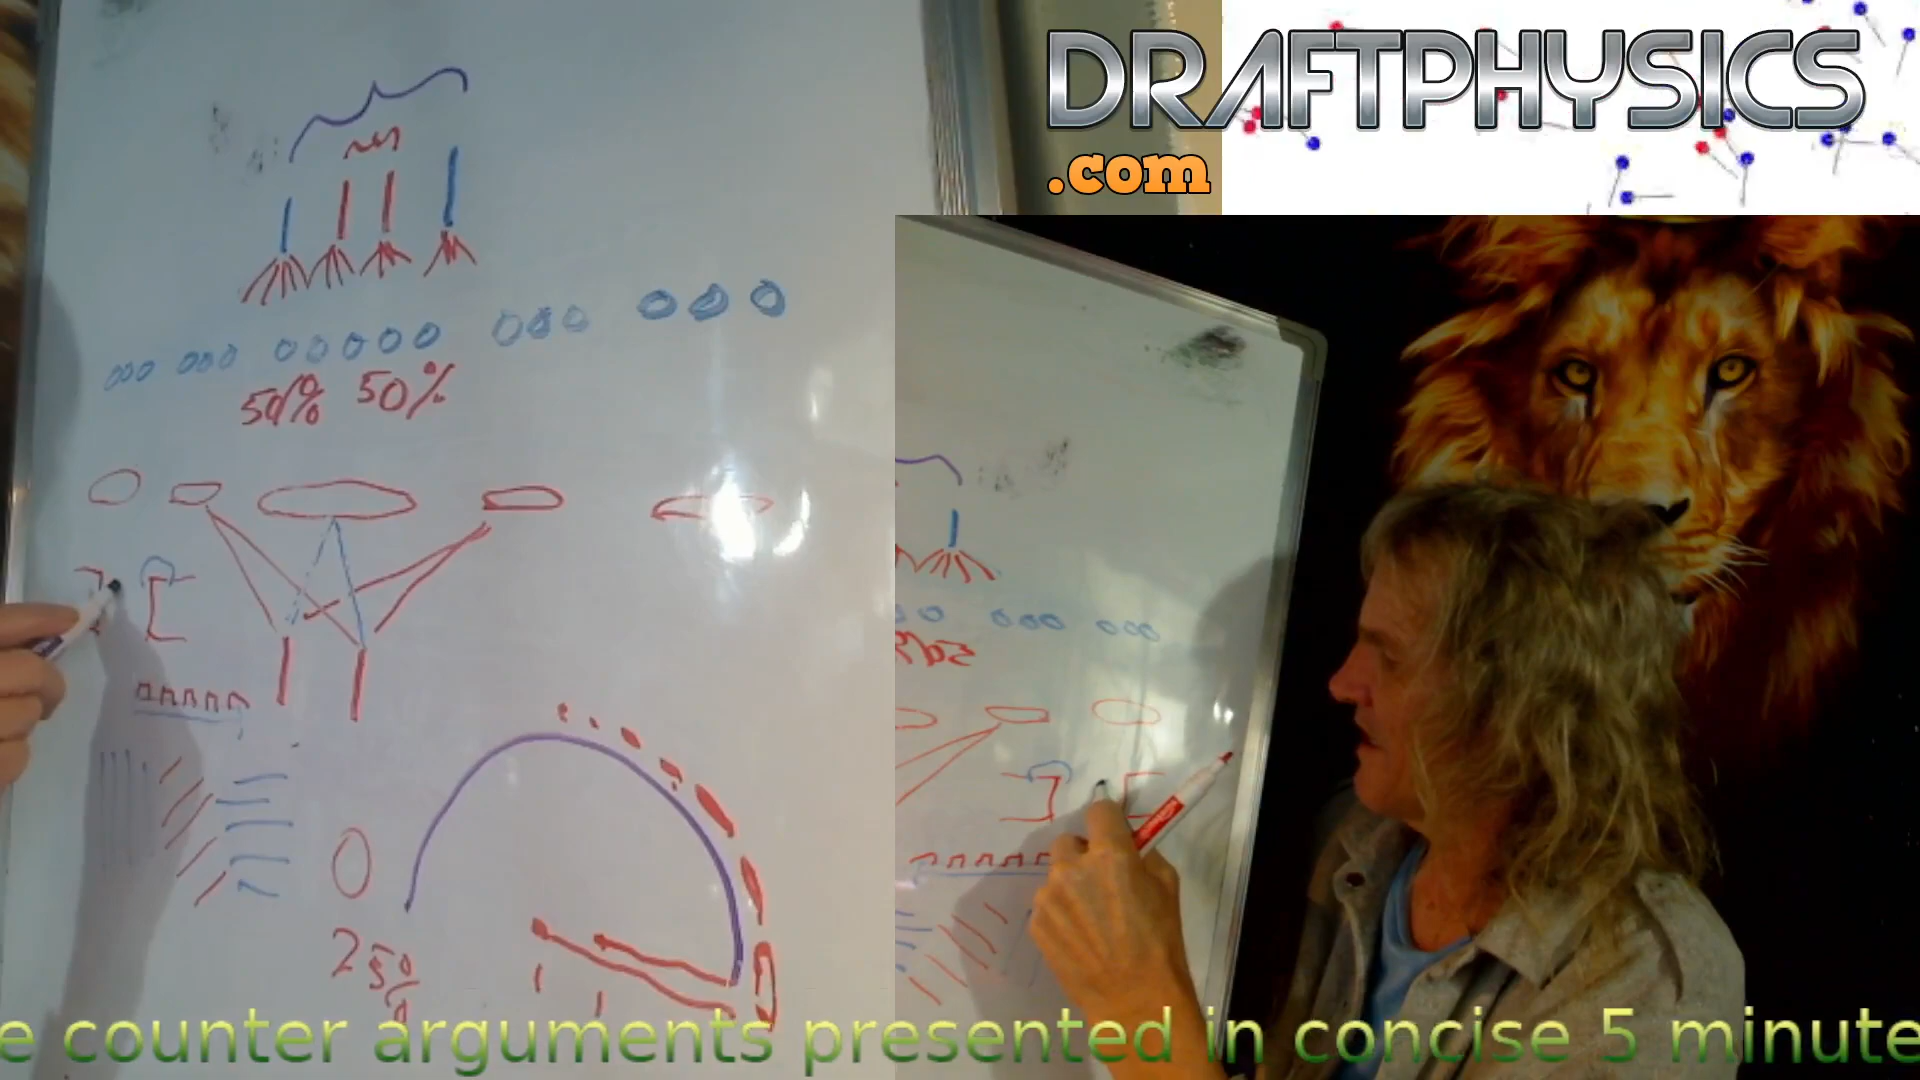 DRAFTPHYSICS
.com
50% 50%
25%
e counter arguments presented in concise 5 minute